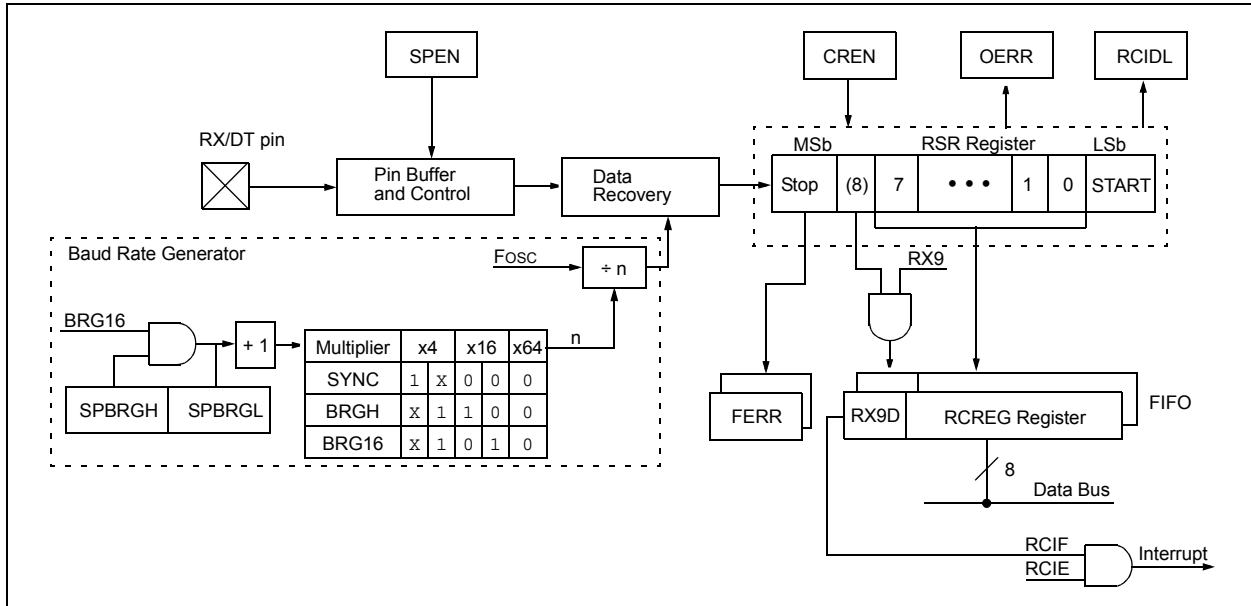 SPEN
CREN
OERR
RCIDL
RX/DT pin
Pin Buffer
and Control
Data
Recovery
MSb
RSR Register
LSb
Stop (8) 7 • • • 1 0 START
Baud Rate Generator
FOSC
÷ n
RX9
BRG16
+ 1
n
Multiplier x4 x16 x64
SYNC 1 X 0 0 0
BRGH X 1 1 0 0
BRG16 X 1 0 1 0
SPBRGH SPBRGL
FERR
RX9D RCREG Register
FIFO
8
Data Bus
RCIF
RCIE
Interrupt